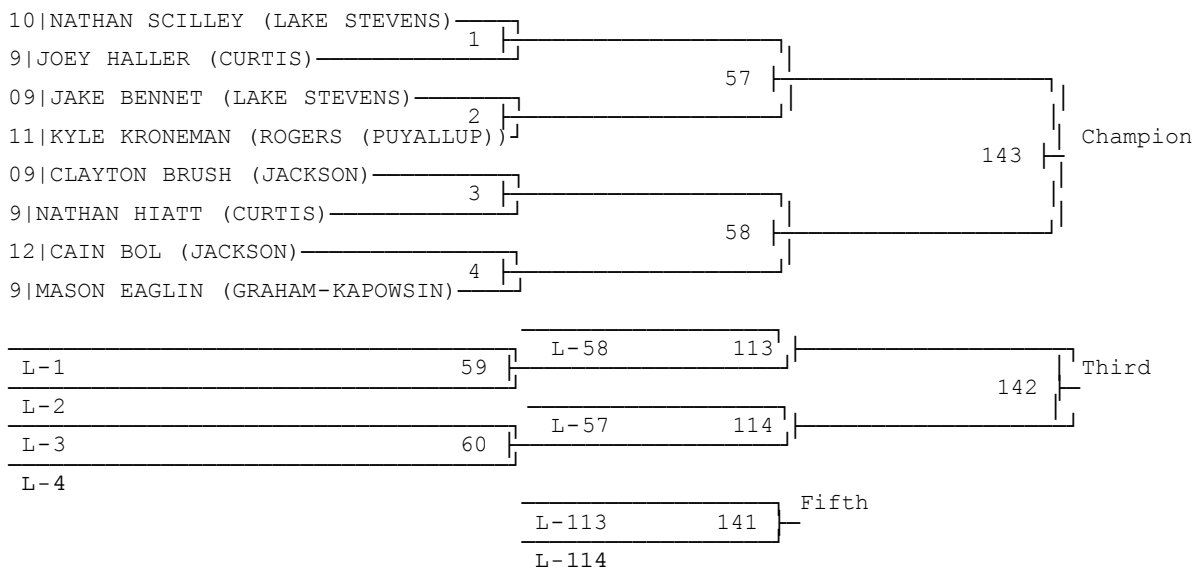 10|NATHAN SCILLEY (LAKE STEVENS)
1
9|JOEY HALLER (CURTIS)
57
09|JAKE BENNET (LAKE STEVENS)
2
11|KYLE KRONEMAN (ROGERS (PUYALLUP))
143 Champion
09|CLAYTON BRUSH (JACKSON)
3
9|NATHAN HIATT (CURTIS)
58
12|CAIN BOL (JACKSON)
4
9|MASON EAGLIN (GRAHAM-KAPOWSIN)
L-58 113
L-1 59
142 Third
L-2
L-57 114
L-3 60
L-4
Fifth
L-113 141
L-114